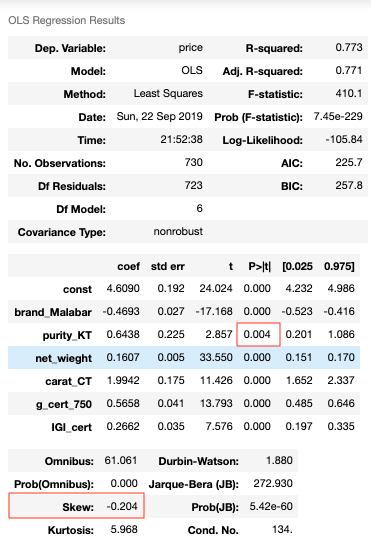 OLS Regression Results
Dep. Variable: price R-squared: 0.773
Model: OLS Adj. R-squared: 0.771
Method: Least Squares F-statistic: 410.1
Date: Sun, 22 Sep 2019 Prob (F-statistic): 7.45e-229
Time: 21:52:38 Log-Likelihood: -105.84
No. Observations: 730 AIC: 225.7
Df Residuals: 723 BIC: 257.8
Df Model: 6
Covariance Type: nonrobust
coef std err t P>|t| [0.025 0.975]
const 4.6090 0.192 24.024 0.000 4.232 4.986
brand_Malabar -0.4693 0.027 -17.168 0.000 -0.523 -0.416
purity_KT 0.6438 0.225 2.857 0.004 0.201 1.086
net_wieght 0.1607 0.005 33.550 0.000 0.151 0.170
carat_CT 1.9942 0.175 11.426 0.000 1.652 2.337
g_cert_750 0.5658 0.041 13.793 0.000 0.485 0.646
IGI_cert 0.2662 0.035 7.576 0.000 0.197 0.335
Omnibus: 61.061 Durbin-Watson: 1.880
Prob(Omnibus): 0.000 Jarque-Bera (JB): 272.930
Skew: -0.204 Prob(JB): 5.42e-60
Kurtosis: 5.968 Cond. No. 134.